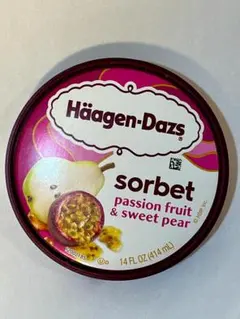 Häagen-Dazs®
sorbet
passion fruit
& sweet pear
14 FL OZ (414 mL)